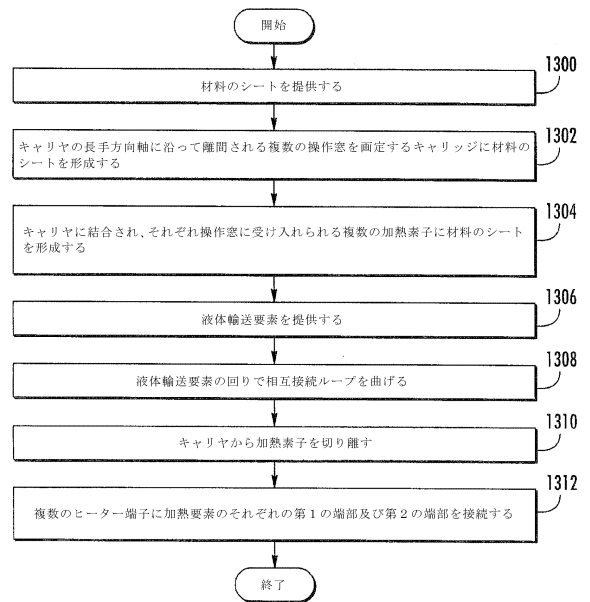 開始
1300
材料のシートを提供する
1302
キャリヤの長手方向軸に沿って離間される複数の操作窓を画定するキャリッジに材料の
シートを形成する
1304
キャリヤに結合され、それぞれ操作窓に受け入れられる複数の加熱素子に材料のシート
を形成する
1306
液体輸送要素を提供する
1308
液体輸送要素の回りで相互接続ループを曲げる
1310
キャリヤから加熱素子を切り離す
1312
複数のヒーター端子に加熱要素のそれぞれの第1の端部及び第2の端部を接続する
終了